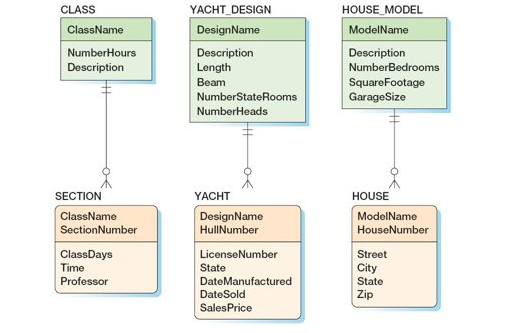 CLASS
ClassName
NumberHours
Description
YACHT_DESIGN
DesignName
Description
Length
Beam
NumberStateRooms
NumberHeads
HOUSE_MODEL
ModelName
Description
NumberBedrooms
SquareFootage
GarageSize
SECTION
ClassName
SectionNumber
ClassDays
Time
Professor
YACHT
DesignName
HullNumber
LicenseNumber
State
DateManufactured
DateSold
SalesPrice
HOUSE
ModelName
HouseNumber
Street
City
State
Zip